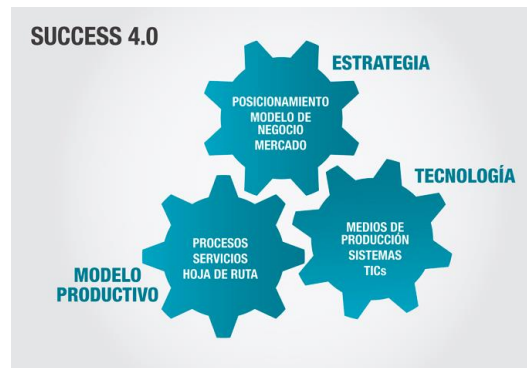 SUCCESS 4.0
ESTRATEGIA
POSICIONAMIENTO
MODELO DE
NEGOCIO
MERCADO
TECNOLOGÍA
MEDIOS DE
PRODUCCIÓN
SISTEMAS
TICs
PROCESOS
SERVICIOS
HOJA DE RUTA
MODELO
PRODUCTIVO